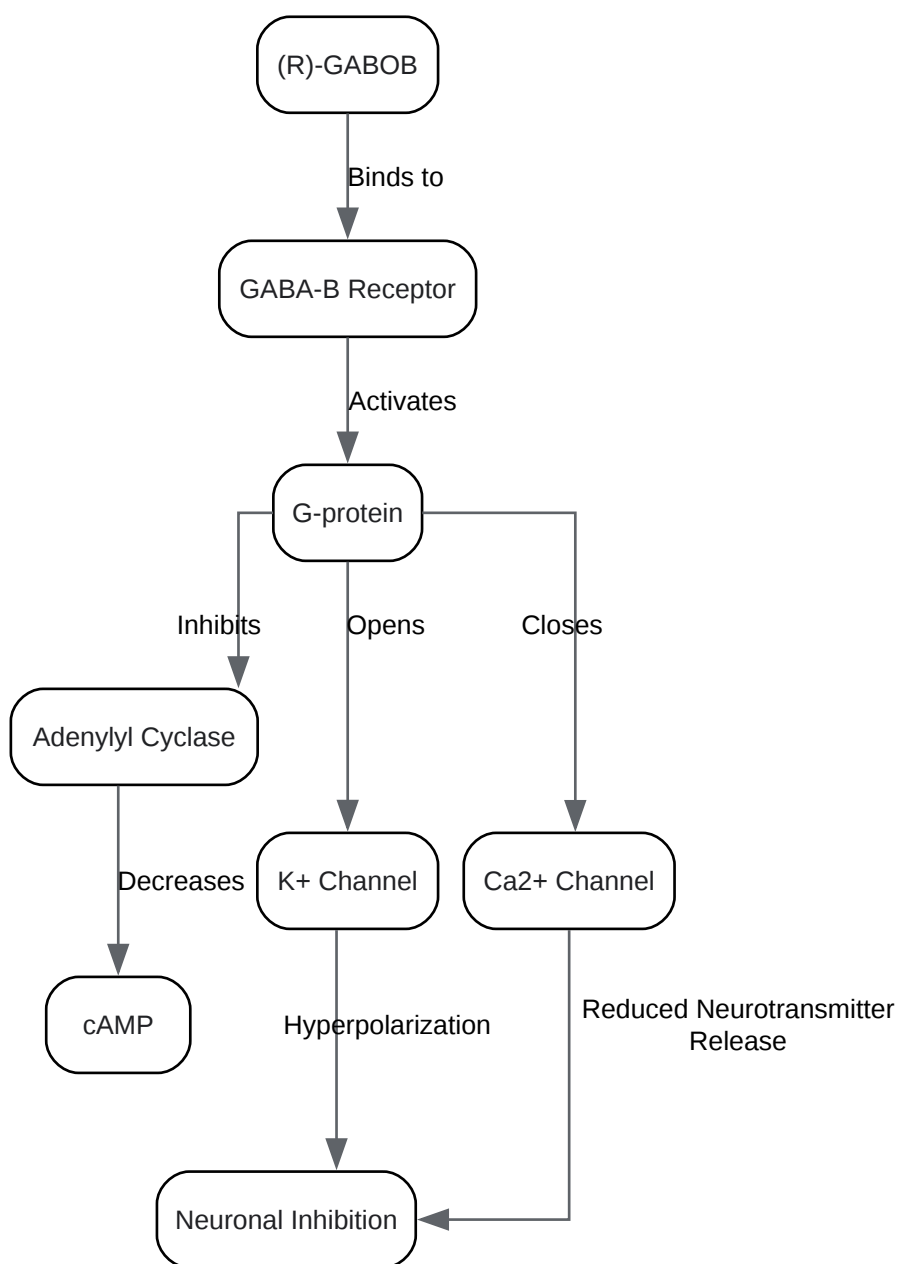 (R)-GABOB
Binds to
GABA-B Receptor
Activates
G-protein
Inhibits
Opens
Closes
Adenylyl Cyclase
Decreases
K+ Channel
Ca2+ Channel
cAMP
Hyperpolarization
Reduced Neurotransmitter
Release
Neuronal Inhibition